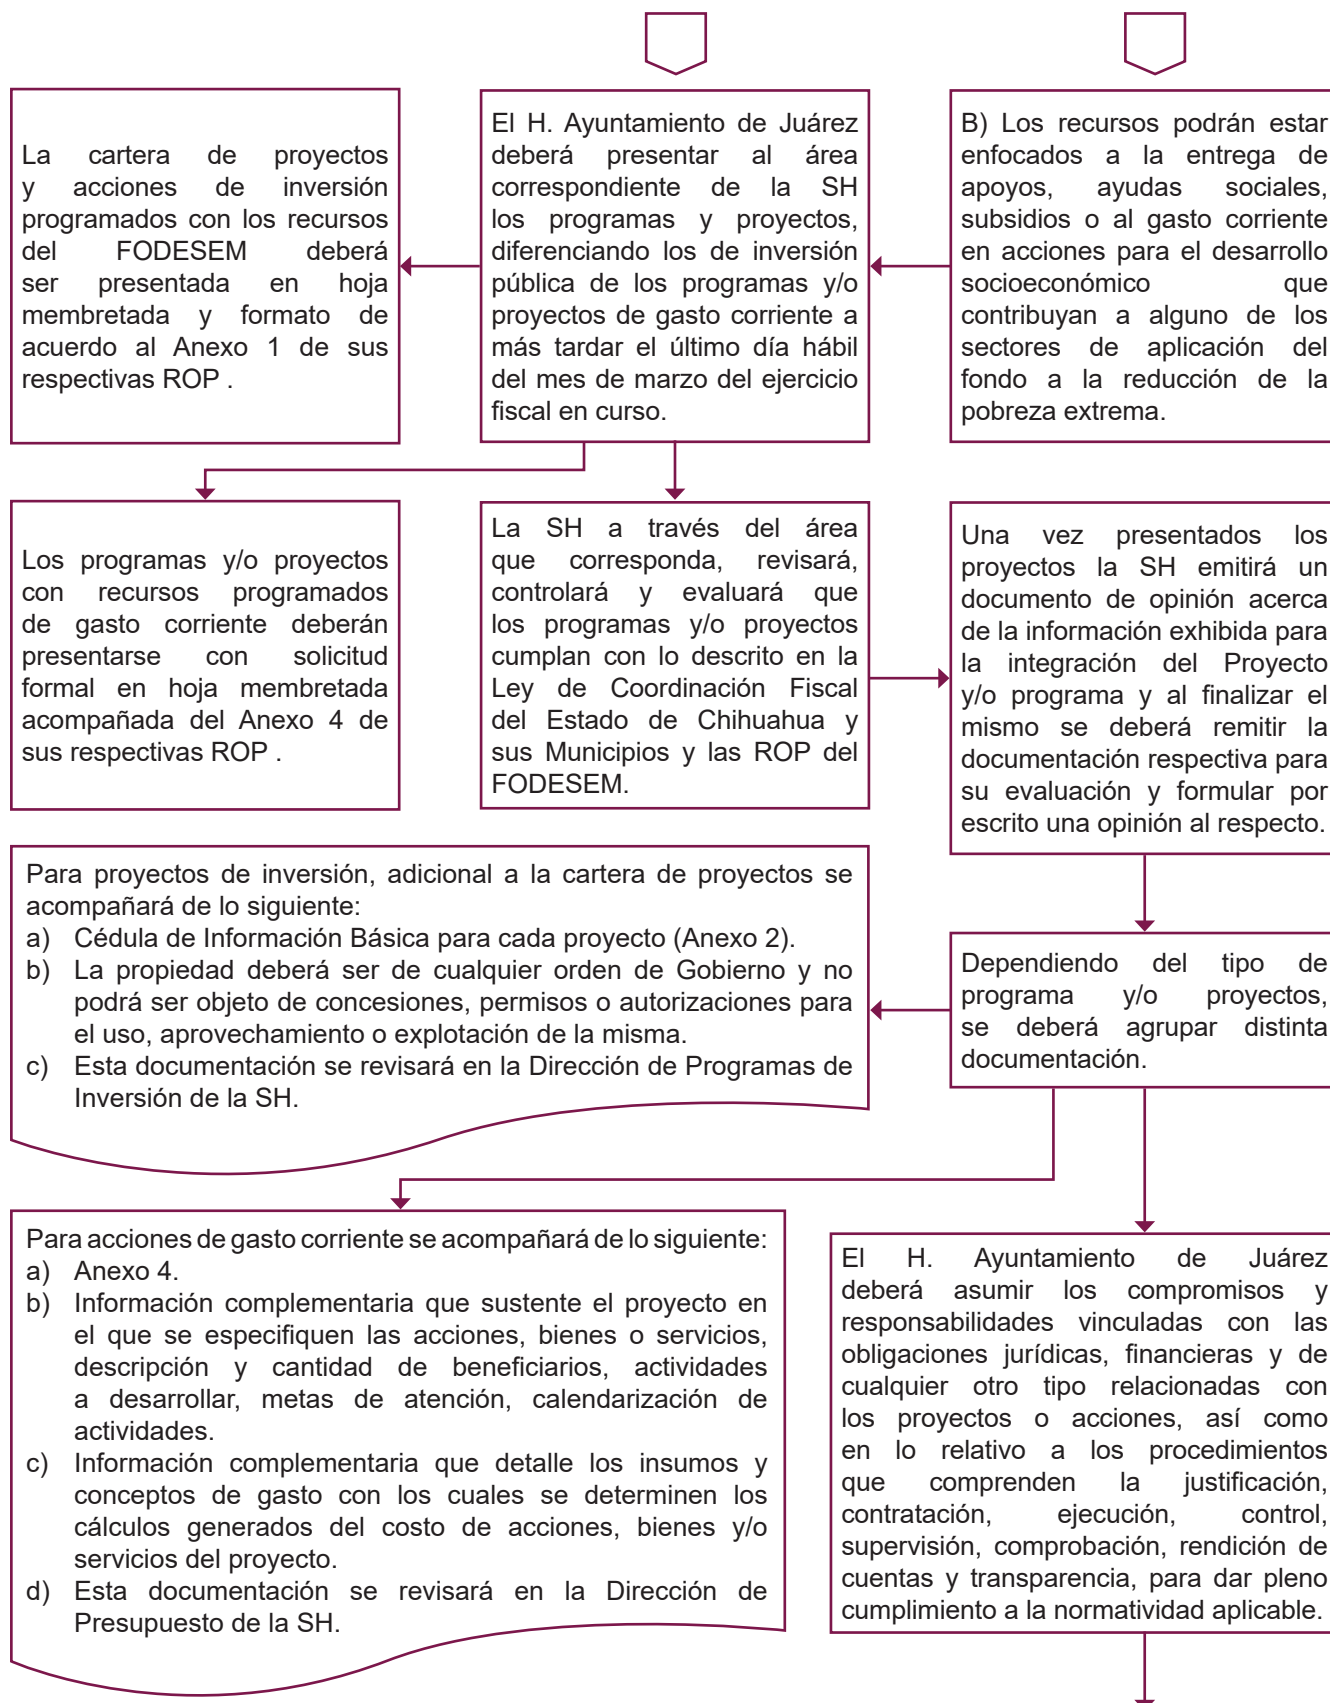 La cartera de proyectos
y acciones de inversión
programados con los recursos
del FODESEM deberá
ser presentada en hoja
membretada y formato de
acuerdo al Anexo 1 de sus
respectivas ROP .
El H. Ayuntamiento de Juárez
deberá presentar al área
correspondiente de la SH
los programas y proyectos,
diferenciando los de inversión
pública de los programas y/o
proyectos de gasto corriente a
más tardar el último día hábil
del mes de marzo del ejercicio
fiscal en curso.
B) Los recursos podrán estar
enfocados a la entrega de
apoyos, ayudas sociales,
subsidios o al gasto corriente
en acciones para el desarrollo
socioeconómico que
contribuyan a alguno de los
sectores de aplicación del
fondo a la reducción de la
pobreza extrema.
Los programas y/o proyectos
con recursos programados
de gasto corriente deberán
presentarse con solicitud
formal en hoja membretada
acompañada del Anexo 4 de
sus respectivas ROP .
La SH a través del área
que corresponda, revisará,
controlará y evaluará que
los programas y/o proyectos
cumplan con lo descrito en la
Ley de Coordinación Fiscal
del Estado de Chihuahua y
sus Municipios y las ROP del
FODESEM.
Una vez presentados los
proyectos la SH emitirá un
documento de opinión acerca
de la información exhibida para
la integración del Proyecto
y/o programa y al finalizar el
mismo se deberá remitir la
documentación respectiva para
su evaluación y formular por
escrito una opinión al respecto.
Para proyectos de inversión, adicional a la cartera de proyectos se
acompañará de lo siguiente:
a) Cédula de Información Básica para cada proyecto (Anexo 2).
b) La propiedad deberá ser de cualquier orden de Gobierno y no
podrá ser objeto de concesiones, permisos o autorizaciones para
el uso, aprovechamiento o explotación de la misma.
c) Esta documentación se revisará en la Dirección de Programas de
Inversión de la SH.
Dependiendo del tipo de
programa y/o proyectos,
se deberá agrupar distinta
documentación.
Para acciones de gasto corriente se acompañará de lo siguiente:
a) Anexo 4.
b) Información complementaria que sustente el proyecto en
el que se especifiquen las acciones, bienes o servicios,
descripción y cantidad de beneficiarios, actividades
a desarrollar, metas de atención, calendarización de
actividades.
c) Información complementaria que detalle los insumos y
conceptos de gasto con los cuales se determinen los
cálculos generados del costo de acciones, bienes y/o
servicios del proyecto.
d) Esta documentación se revisará en la Dirección de
Presupuesto de la SH.
El H. Ayuntamiento de Juárez
deberá asumir los compromisos y
responsabilidades vinculadas con las
obligaciones jurídicas, financieras y de
cualquier otro tipo relacionadas con
los proyectos o acciones, así como
en lo relativo a los procedimientos
que comprenden la justificación,
contratación, ejecución, control,
supervisión, comprobación, rendición de
cuentas y transparencia, para dar pleno
cumplimiento a la normatividad aplicable.